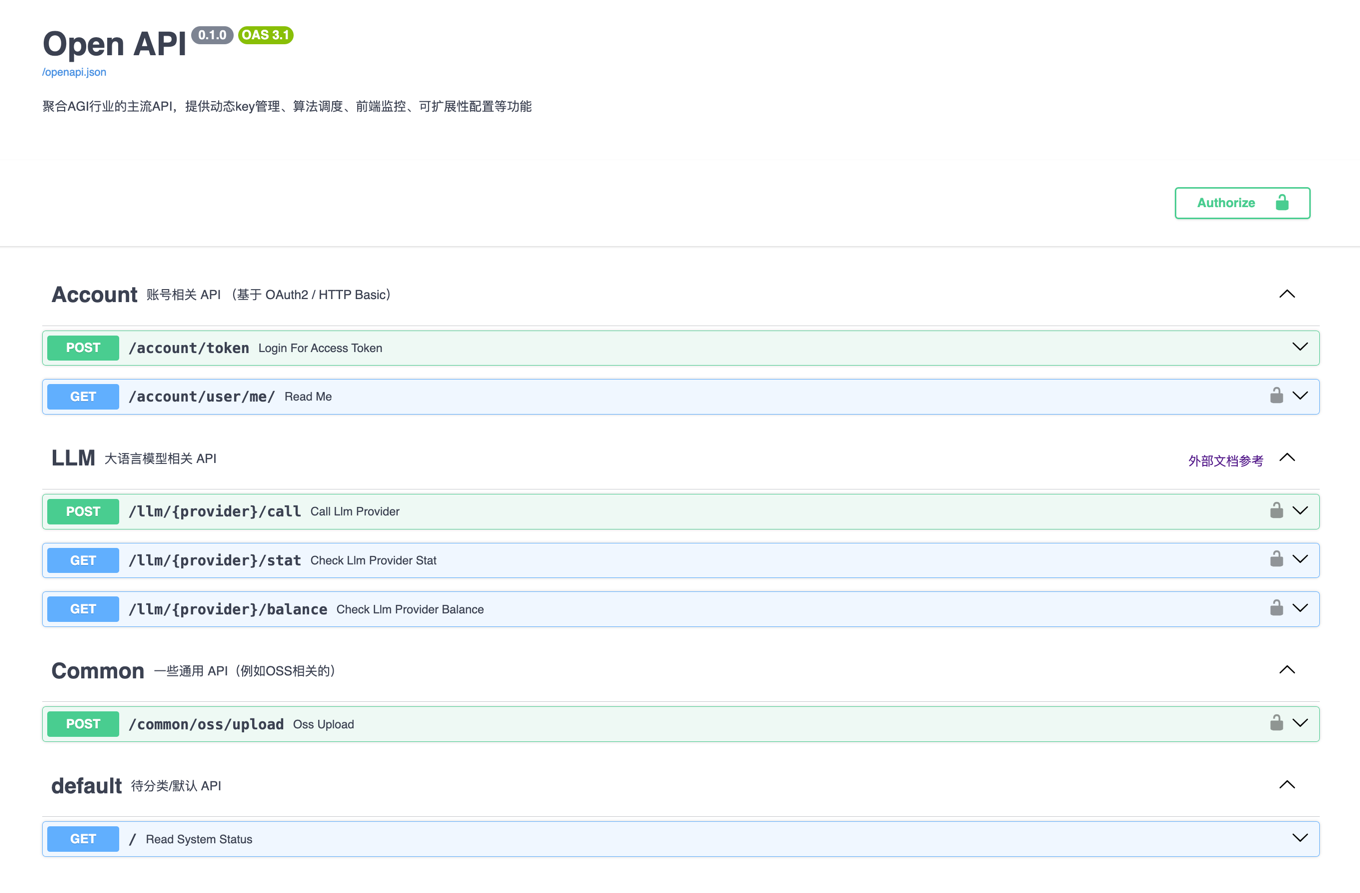 Open API 0.1.0 OAS 3.1
/openapi.json
聚合AGI行业的主流API，提供动态key管理、算法调度、前端监控、可扩展性配置等功能
Authorize
Account 账号相关 API （基于 OAuth2 / HTTP Basic）
POST /account/token Login For Access Token
GET /account/user/me/ Read Me
LLM 大语言模型相关 API 外部文档参考
POST /llm/{provider}/call Call Llm Provider
GET /llm/{provider}/stat Check Llm Provider Stat
GET /llm/{provider}/balance Check Llm Provider Balance
Common 一些通用 API（例如OSS相关的）
POST /common/oss/upload Oss Upload
default 待分类/默认 API
GET / Read System Status